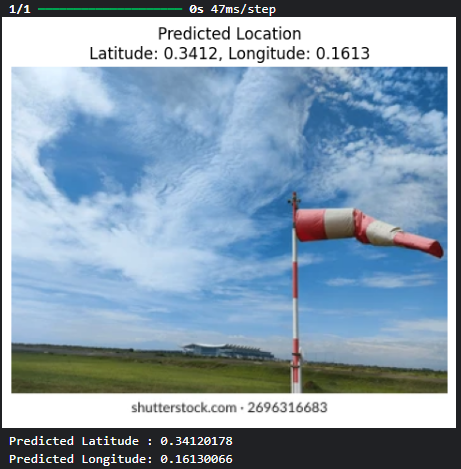 1/1 ━━━━━━━━━━━━━━━━━━━━ 0s 47ms/step
Predicted Location
Latitude: 0.3412, Longitude: 0.1613
shutterstock.com · 2696316683
Predicted Latitude : 0.34120178
Predicted Longitude: 0.16130066